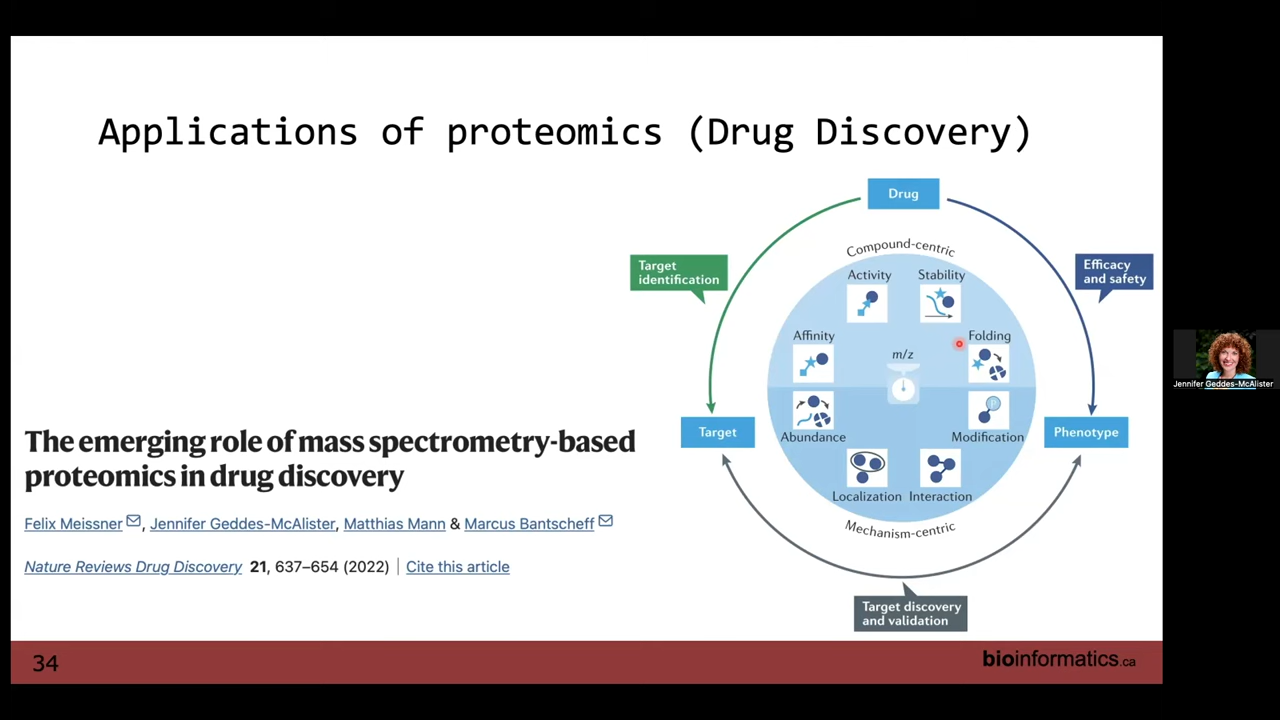 Applications of proteomics (Drug Discovery)
Drug
Compound-centric
Target
identification
Efficacy
and safety
Activity
Stability
Affinity
Folding
m/z
P
Abundance
Modification
Target
Phenotype
Localization
Interaction
Mechanism-centric
Target discovery
and validation
The emerging role of mass spectrometry-based
proteomics in drug discovery
Felix Meissner, Jennifer Geddes-McAlister, Matthias Mann & Marcus Bantscheff
Nature Reviews Drug Discovery 21, 637–654 (2022) | Cite this article
34
bioinformatics.ca
Jennifer Geddes-McAlister